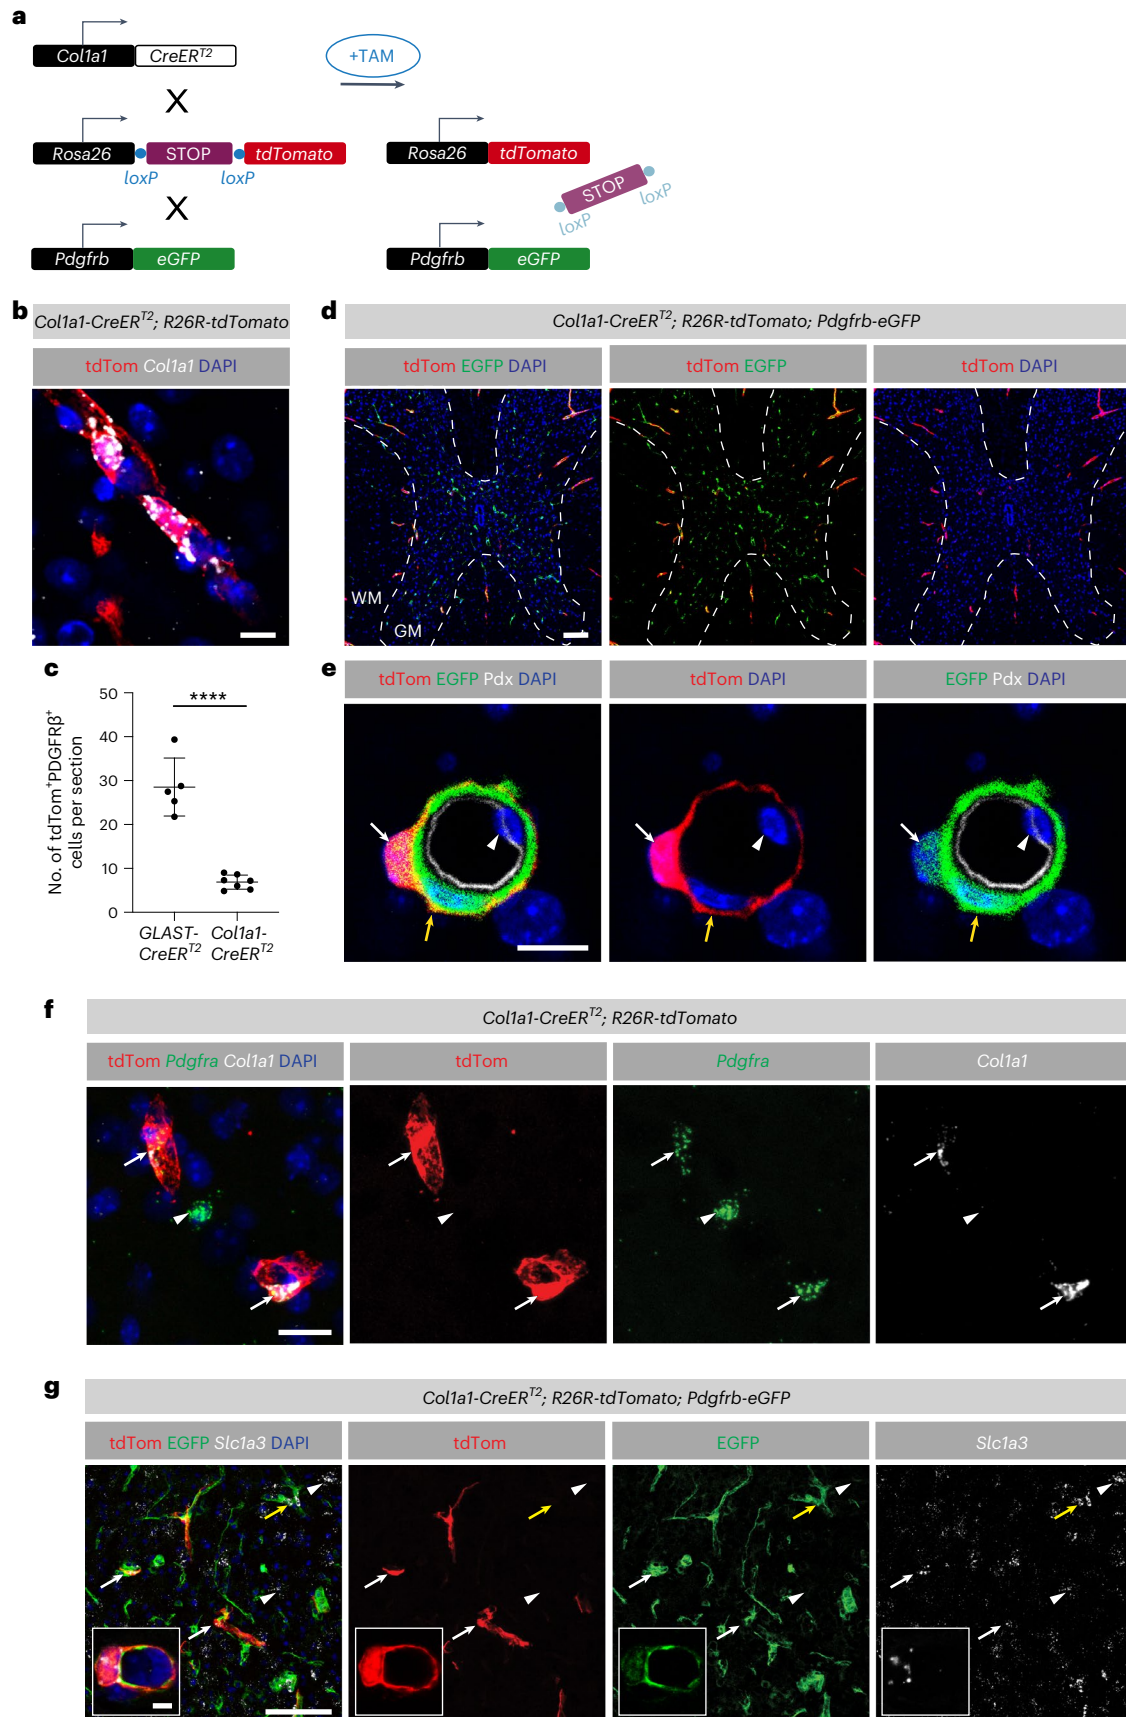 a
Col1a1 CreERT2
+TAM
X
Rosa26 STOP tdTomato
loxP loxP
Rosa26 tdTomato
STOP
loxP loxP
X
Pdgfrb eGFP
Pdgfrb eGFP
b
Col1a1-CreERT2; R26R-tdTomato
tdTom Col1a1 DAPI
d
Col1a1-CreERT2; R26R-tdTomato; Pdgfrb-eGFP
tdTom EGFP DAPI
tdTom EGFP
tdTom DAPI
WM
GM
c
No. of tdTom+PDGFRβ+
cells per section
50
40
30
20
10
0
****
GLAST-
CreERT2
Col1a1-
CreERT2
e
tdTom EGFP Pdx DAPI
tdTom DAPI
EGFP Pdx DAPI
f
Col1a1-CreERT2; R26R-tdTomato
tdTom Pdgfra Col1a1 DAPI
tdTom
Pdgfra
Col1a1
g
Col1a1-CreERT2; R26R-tdTomato; Pdgfrb-eGFP
tdTom EGFP Slc1a3 DAPI
tdTom
EGFP
Slc1a3